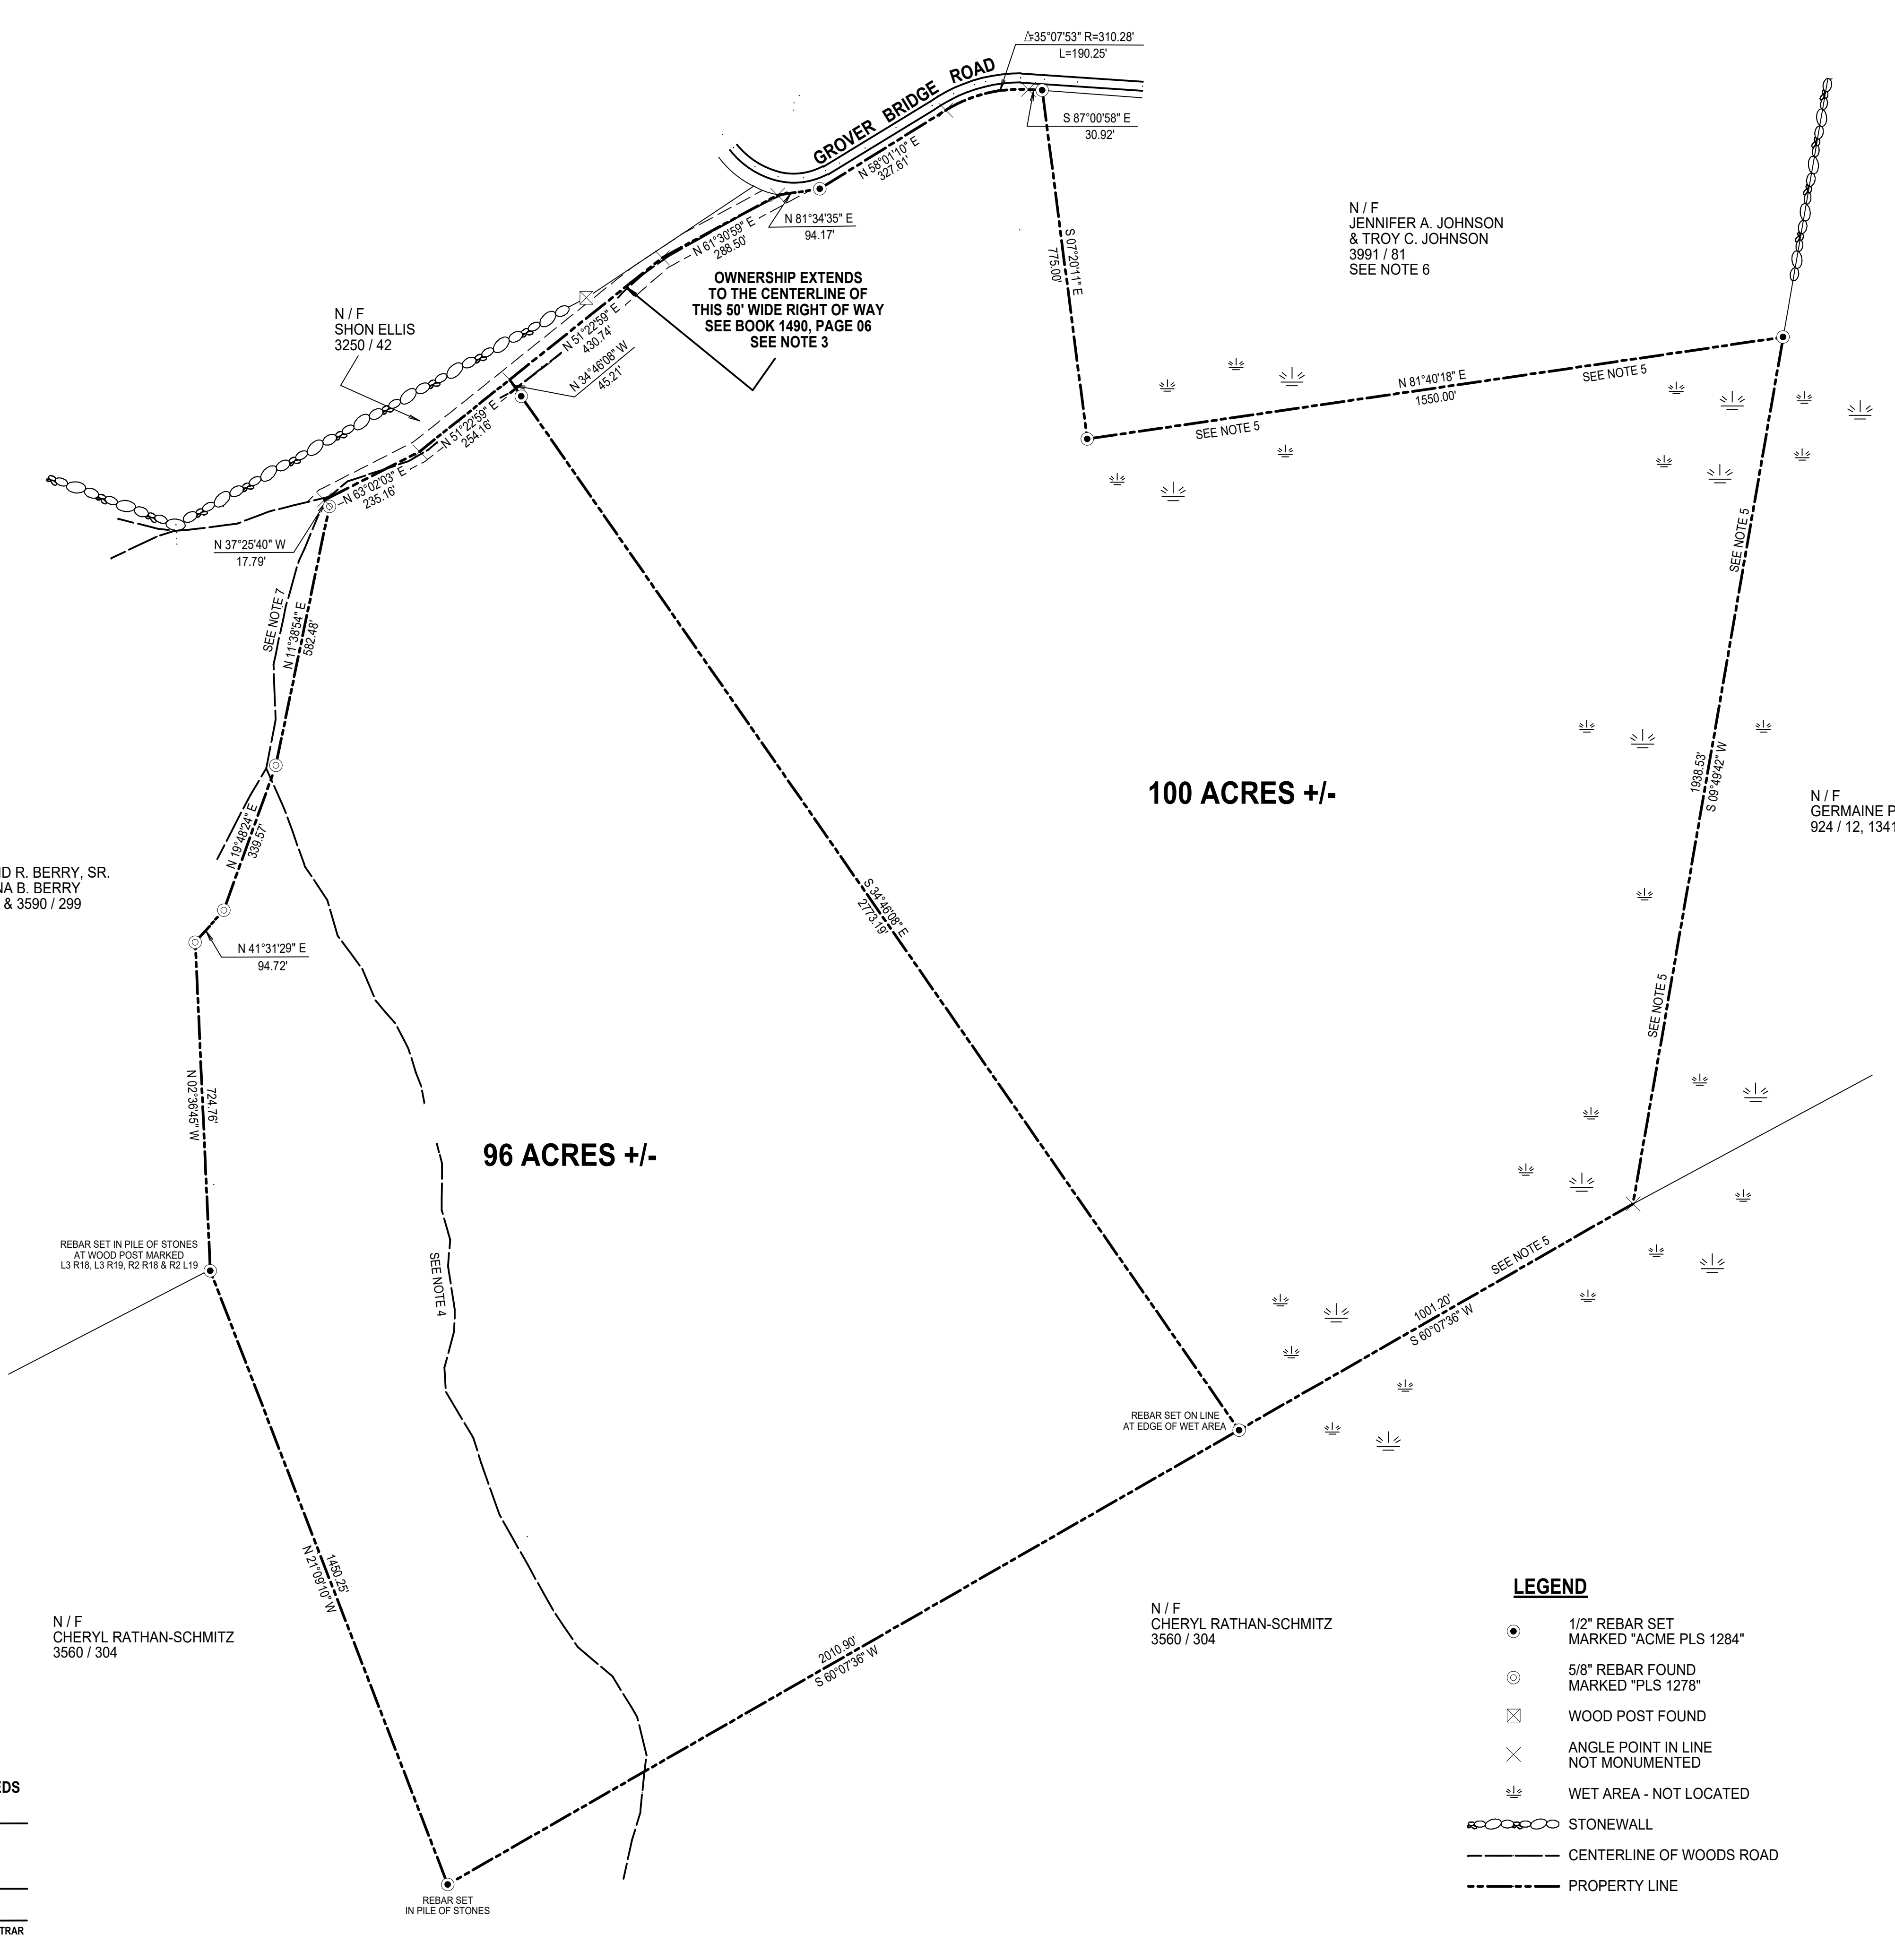 Δ=35°07'53" R=310.28'
L=190.25'
GROVER BRIDGE ROAD
S 87°00'58" E
30.92'
N 58°01'10" E
327.61'
N 81°34'35" E
94.17'
N 61°30'59" E
288.50'
S 07°20'11" E
775.00'
N / F
JENNIFER A. JOHNSON
& TROY C. JOHNSON
3991 / 81
SEE NOTE 6
OWNERSHIP EXTENDS
TO THE CENTERLINE OF
THIS 50' WIDE RIGHT OF WAY
SEE BOOK 1490, PAGE 06
SEE NOTE 3
N / F
SHON ELLIS
3250 / 42
N 51°22'59" E
430.74'
N 34°46'08" W
45.21'
N 51°22'59" E
254.16'
N 63°02'03" E
235.16'
N 37°25'40" W
17.79'
SEE NOTE 5
N 81°40'18" E
1550.00'
SEE NOTE 5
SEE NOTE 5
SEE NOTE 7
N 11°38'54" E
582.48'
100 ACRES +/-
1938.53'
S 09°49'42" W
N / F
GERMAINE P
924 / 12, 1341
N 19°48'24" E
339.57'
D R. BERRY, SR.
NA B. BERRY
& 3590 / 299
N 41°31'29" E
94.72'
S 34°46'08" E
2773.19'
SEE NOTE 5
724.76'
N 02°36'45" W
96 ACRES +/-
REBAR SET IN PILE OF STONES
AT WOOD POST MARKED
L3 R18, L3 R19, R2 R18 & R2 L19
SEE NOTE 4
SEE NOTE 5
1001.20'
S 60°07'36" W
REBAR SET ON LINE
AT EDGE OF WET AREA
1450.25'
N 21°09'10" W
N / F
CHERYL RATHAN-SCHMITZ
3560 / 304
2010.90'
S 60°07'36" W
N / F
CHERYL RATHAN-SCHMITZ
3560 / 304
REBAR SET
IN PILE OF STONES
EDS
TRAR
LEGEND
1/2" REBAR SET
MARKED "ACME PLS 1284"
5/8" REBAR FOUND
MARKED "PLS 1278"
WOOD POST FOUND
ANGLE POINT IN LINE
NOT MONUMENTED
WET AREA - NOT LOCATED
STONEWALL
CENTERLINE OF WOODS ROAD
PROPERTY LINE